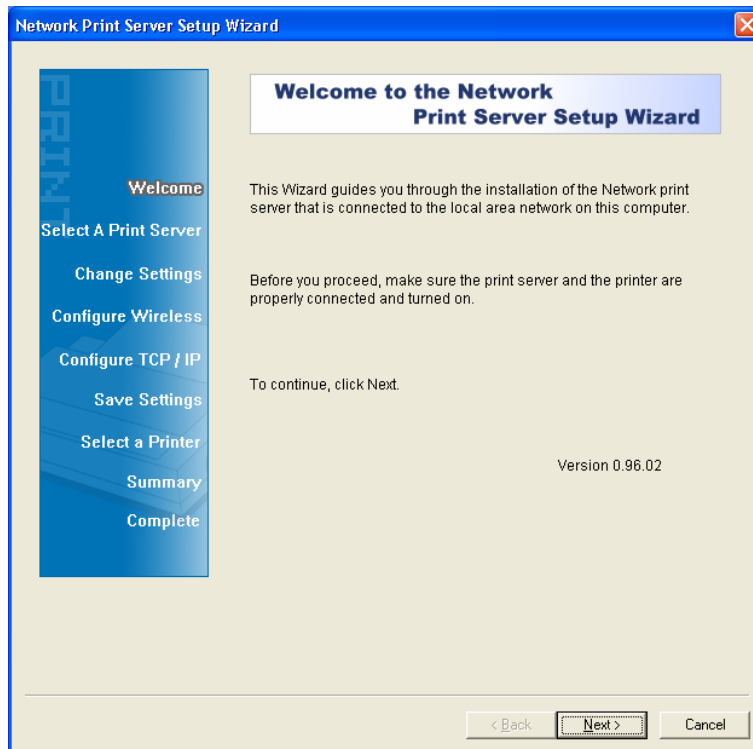 Network Print Server Setup Wizard
PRINT
Welcome
Select A Print Server
Change Settings
Configure Wireless
Configure TCP / IP
Save Settings
Select a Printer
Summary
Complete
Welcome to the Network
Print Server Setup Wizard
This Wizard guides you through the installation of the Network print
server that is connected to the local area network on this computer.
Before you proceed, make sure the print server and the printer are
properly connected and turned on.
To continue, click Next.
Version 0.96.02
< Back
Next >
Cancel